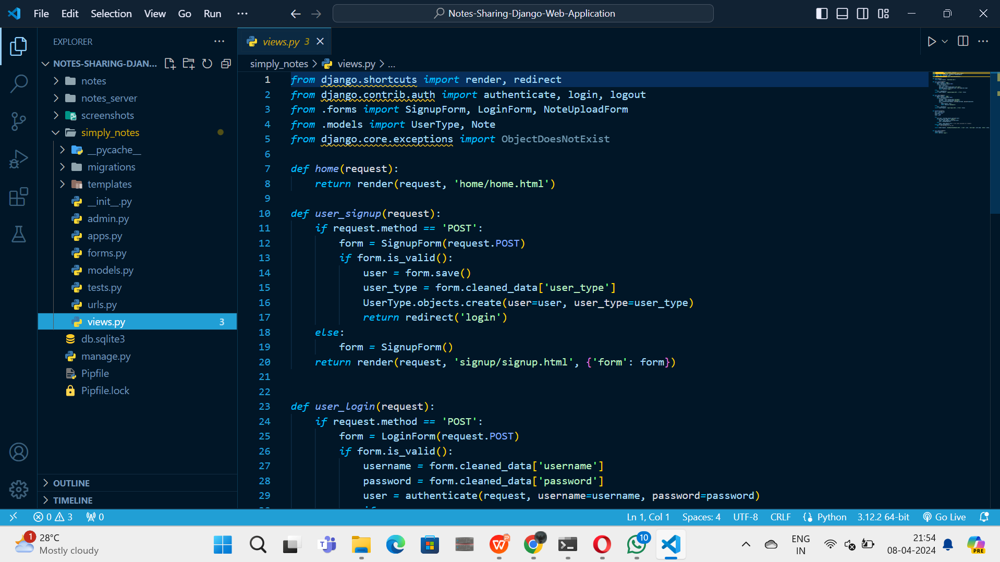 File Edit Selection View Go Run
Notes-Sharing-Django-Web-Application
EXPLORER
NOTES-SHARING-DJAN...
notes
notes_server
screenshots
simply_notes
__pycache__
migrations
templates
__init__.py
admin.py
apps.py
forms.py
models.py
tests.py
urls.py
views.py 3
db.sqlite3
manage.py
Pipfile
Pipfile.lock
OUTLINE
TIMELINE
views.py 3
simply_notes > views.py > ...
1 from django.shortcuts import render, redirect
2 from django.contrib.auth import authenticate, login, logout
3 from .forms import SignupForm, LoginForm, NoteUploadForm
4 from .models import UserType, Note
5 from django.core.exceptions import ObjectDoesNotExist
6
7 def home(request):
8 return render(request, 'home/home.html')
9
10 def user_signup(request):
11 if request.method == 'POST':
12 form = SignupForm(request.POST)
13 if form.is_valid():
14 user = form.save()
15 user_type = form.cleaned_data['user_type']
16 UserType.objects.create(user=user, user_type=user_type)
17 return redirect('login')
18 else:
19 form = SignupForm()
20 return render(request, 'signup/signup.html', {'form': form})
21
22
23 def user_login(request):
24 if request.method == 'POST':
25 form = LoginForm(request.POST)
26 if form.is_valid():
27 username = form.cleaned_data['username']
28 password = form.cleaned_data['password']
29 user = authenticate(request, username=username, password=password)
0 3 0
Ln 1, Col 1 Spaces: 4 UTF-8 CRLF Python 3.12.2 64-bit Go Live
1 28°C
Mostly cloudy
10
ENG
IN
21:54
08-04-2024
PRE